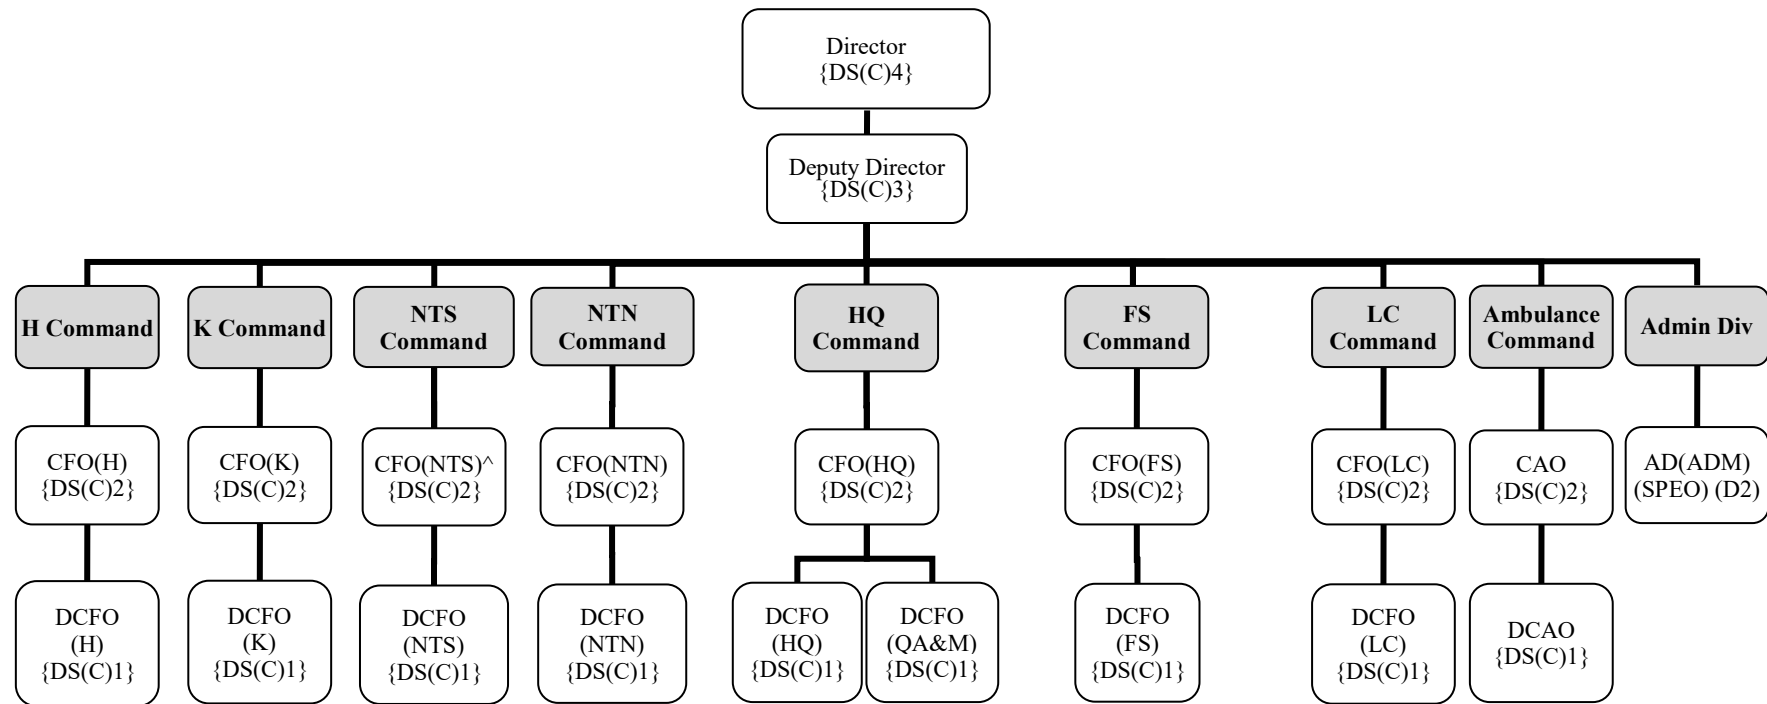 Director
{DS(C)4}
Deputy Director
{DS(C)3}
H Command
K Command
NTS
Command
NTN
Command
HQ
Command
FS
Command
LC
Command
Ambulance
Command
Admin Div
CFO(H)
{DS(C)2}
CFO(K)
{DS(C)2}
CFO(NTS)^
{DS(C)2}
CFO(NTN)
{DS(C)2}
CFO(HQ)
{DS(C)2}
CFO(FS)
{DS(C)2}
CFO(LC)
{DS(C)2}
CAO
{DS(C)2}
AD(ADM)
(SPEO) (D2)
DCFO
(H)
{DS(C)1}
DCFO
(K)
{DS(C)1}
DCFO
(NTS)
{DS(C)1}
DCFO
(NTN)
{DS(C)1}
DCFO
(HQ)
{DS(C)1}
DCFO
(QA&M)
{DS(C)1}
DCFO
(FS)
{DS(C)1}
DCFO
(LC)
{DS(C)1}
DCAO
{DS(C)1}